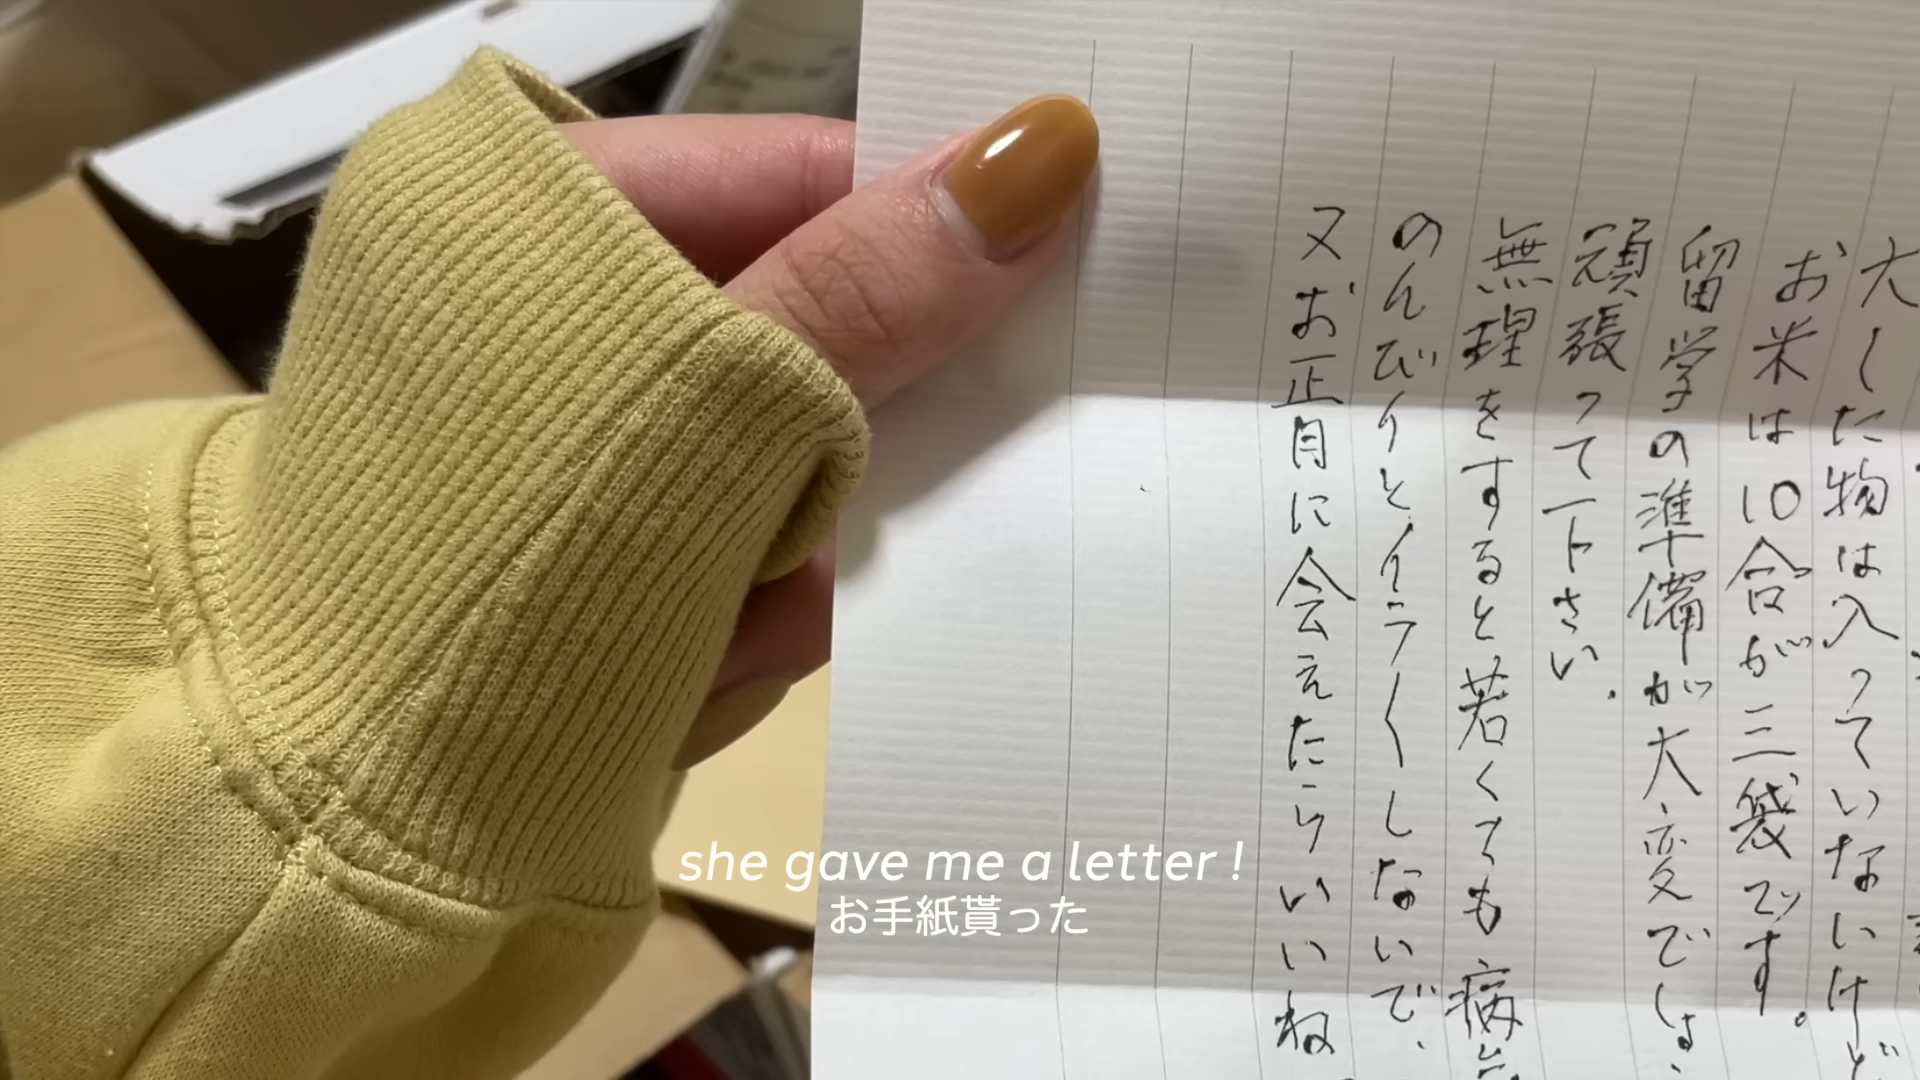 大した物は入っていないけど
お米は10合が三袋です。
留学の準備が大変でしょ
頑張って下さい。
無理をすると若くても病気
のんびりとイライラしないで、
又お正月に会えたらいいね
she gave me a letter !
お手紙貰った